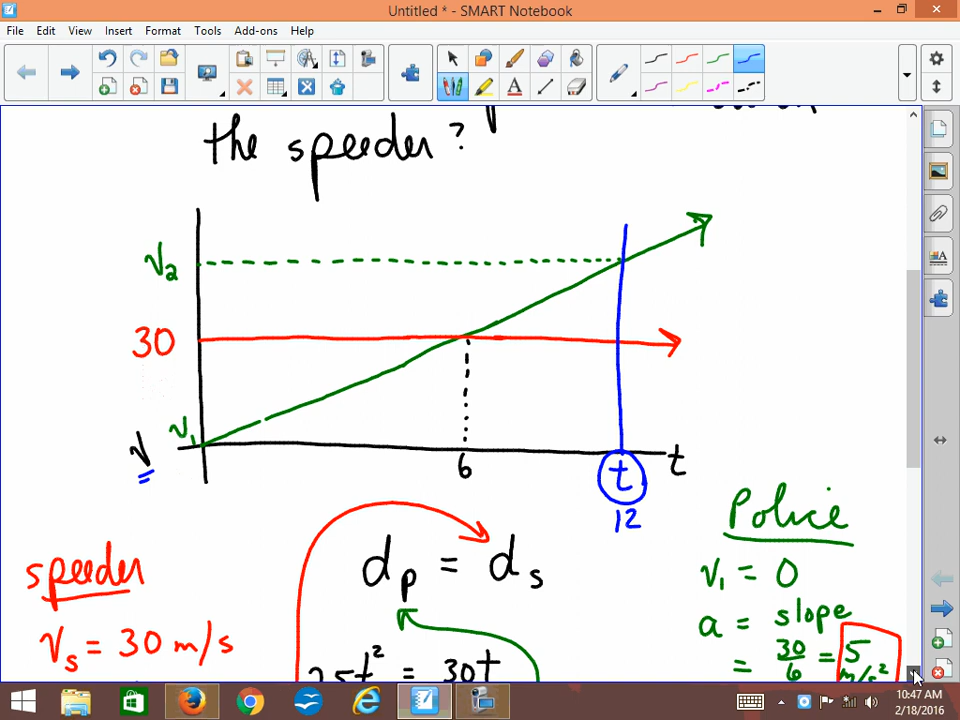 Untitled * - SMART Notebook
File Edit View Insert Format Tools Add-ons Help
the speeder?
v₂
30
v₁
v
6
t
t
12
Police
v₁ = 0
a = slope
= 30/6 = 5 m/s²
dₚ = dₛ
speeder
vₛ = 30 m/s
2.5t² = 30t
10:47 AM
2/18/2016